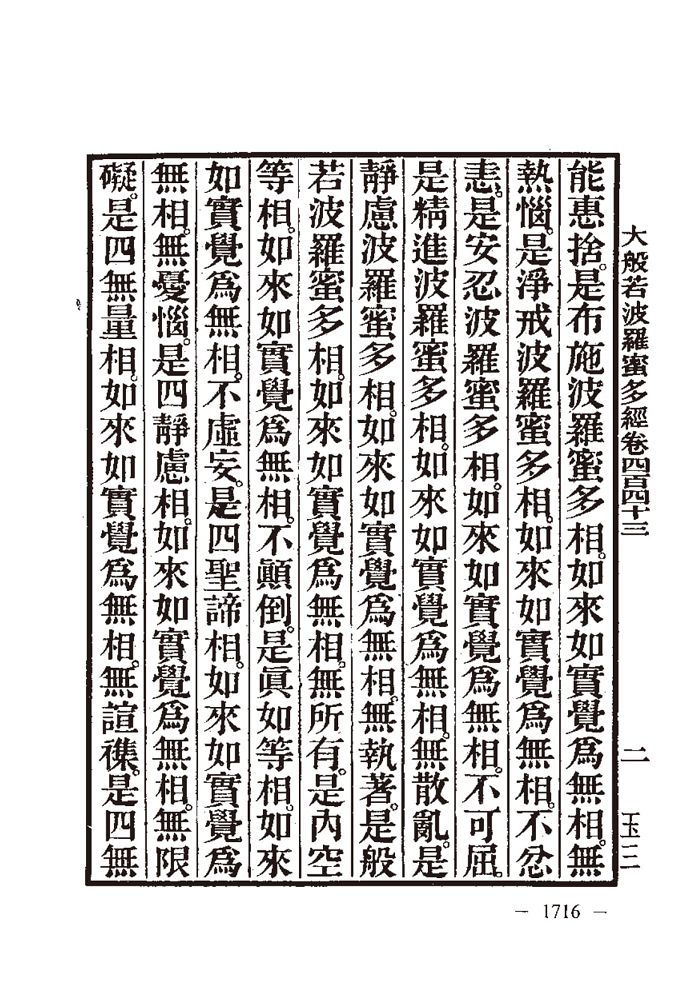 大般若波羅蜜多經卷四百四十三 二 玉三
能惠捨。是布施波羅蜜多相。如來如實覺爲無相。無
熱惱。是淨戒波羅蜜多相。如來如實覺爲無相。不忿
恚。是安忍波羅蜜多相。如來如實覺爲無相。不可屈。
是精進波羅蜜多相。如來如實覺爲無相。無散亂。是
靜慮波羅蜜多相。如來如實覺爲無相。無執著。是般
若波羅蜜多相。如來如實覺爲無相。無所有。是內空
等相。如來如實覺爲無相。不顚倒。是眞如等相。如來
如實覺爲無相。不虛妄。是四聖諦相。如來如實覺爲
無相。無憂惱。是四靜慮相。如來如實覺爲無相。無限
礙。是四無量相。如來如實覺爲無相。無諠襍。是四無
— 1716 —